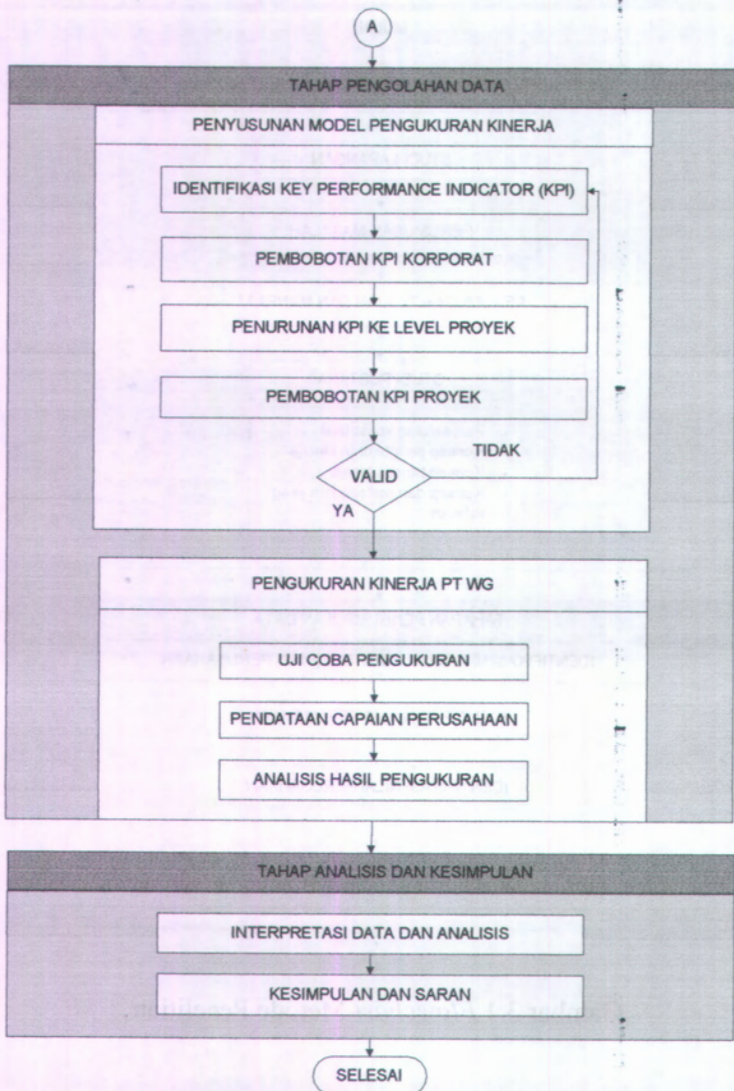 A
TAHAP PENGOLAHAN DATA
PENYUSUNAN MODEL PENGUKURAN KINERJA
IDENTIFIKASI KEY PERFORMANCE INDICATOR (KPI)
PEMBOBOTAN KPI KORPORAT
PENURUNAN KPI KE LEVEL PROYEK
PEMBOBOTAN KPI PROYEK
TIDAK
VALID
YA
PENGUKURAN KINERJA PT WG
UJI COBA PENGUKURAN
PENDATAAN CAPAIAN PERUSAHAAN
ANALISIS HASIL PENGUKURAN
TAHAP ANALISIS DAN KESIMPULAN
INTERPRETASI DATA DAN ANALISIS
KESIMPULAN DAN SARAN
SELESAI